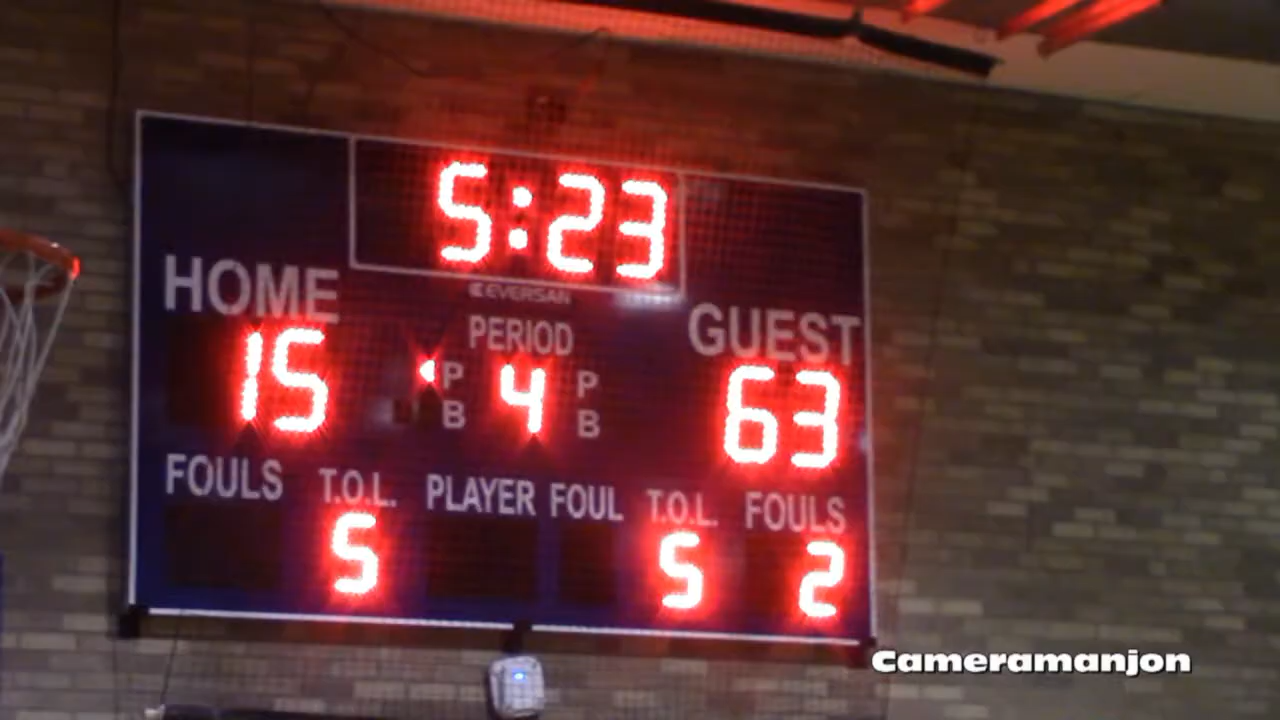 5:23
HOME
EVERSAN
PERIOD
GUEST
15
P 4 P
B B
63
FOULS T.O.L. PLAYER FOUL T.O.L. FOULS
5 5 2
Cameramanjon